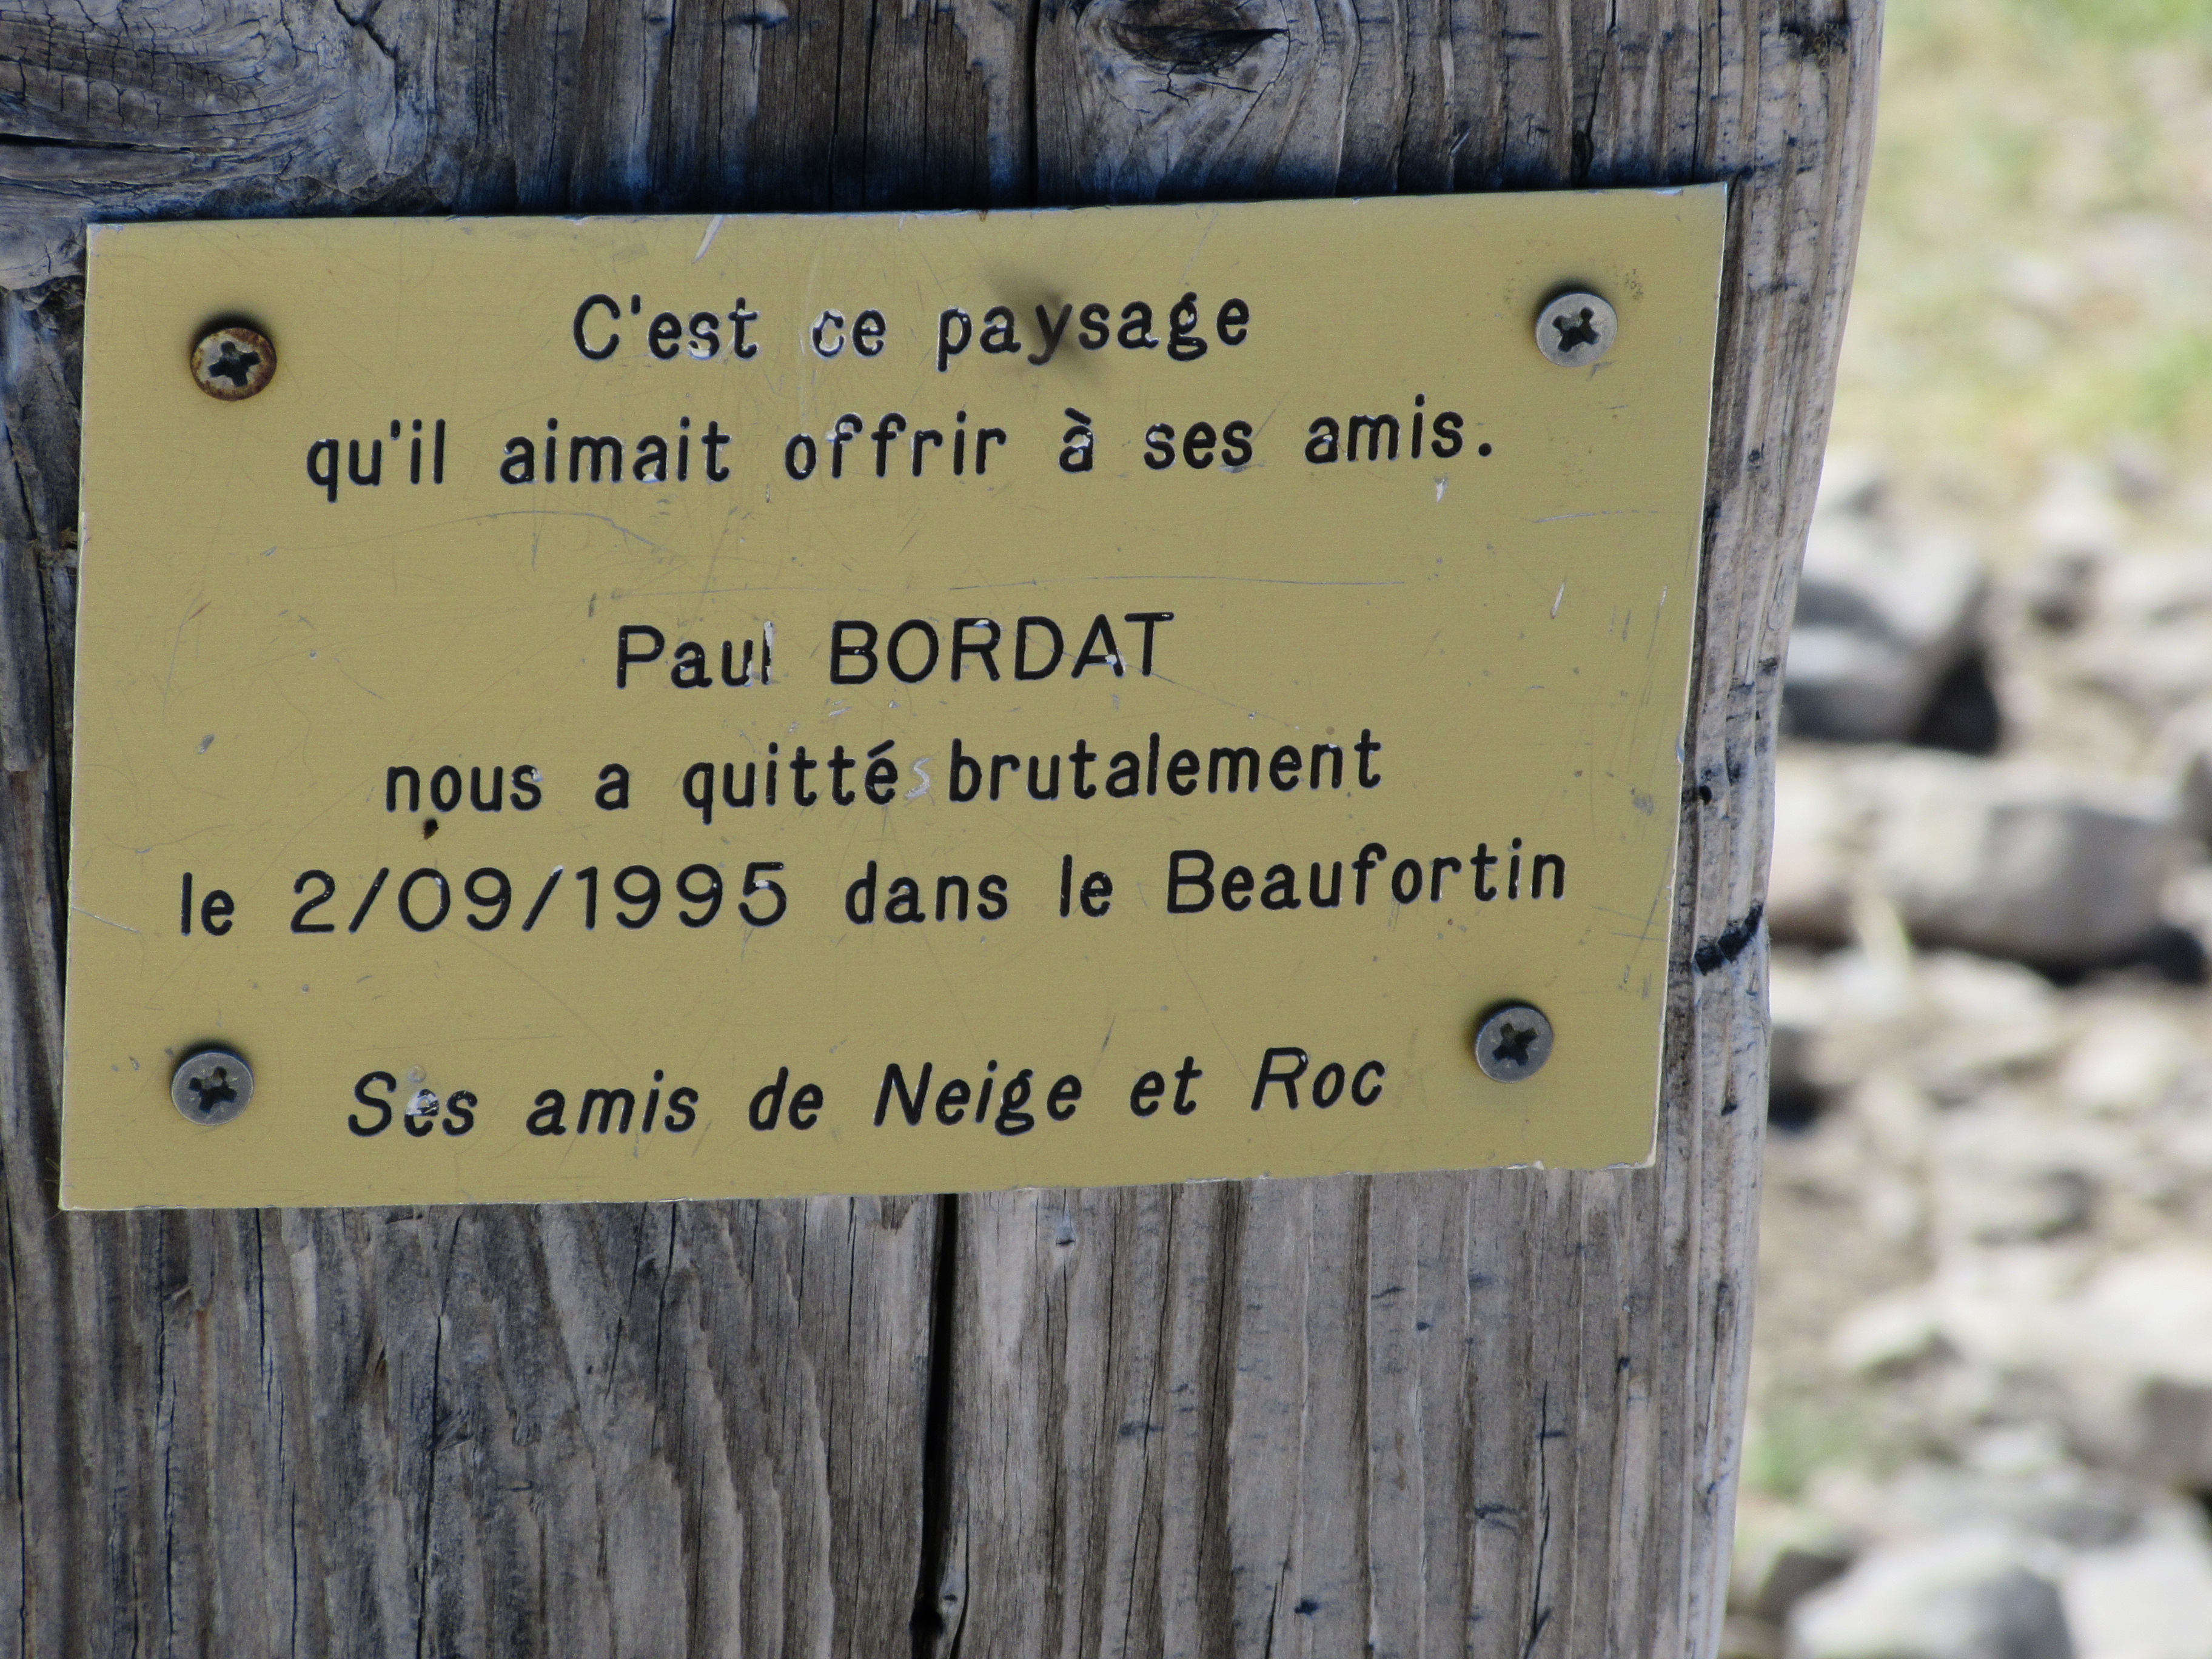 C'est ce paysage
qu'il aimait offrir à ses amis.
Paul BORDAT
nous a quitté brutalement
le 2/09/1995 dans le Beaufortin
Ses amis de Neige et Roc